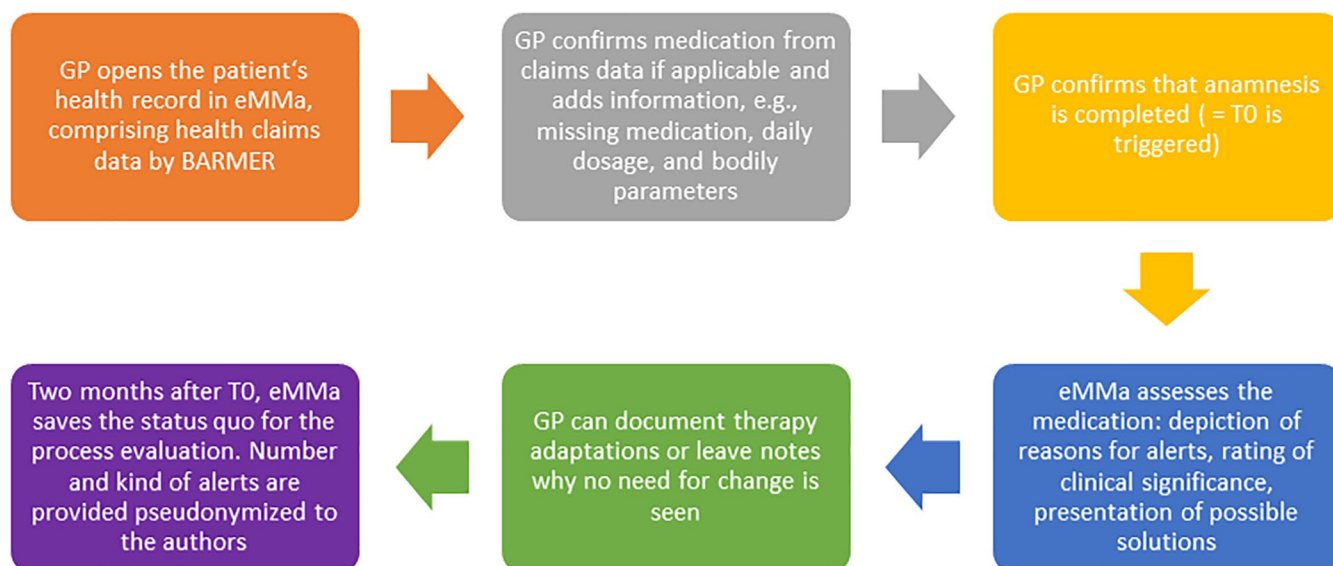 GP opens the patient‘s
health record in eMMa,
comprising health claims
data by BARMER
GP confirms medication from
claims data if applicable and
adds information, e.g.,
missing medication, daily
dosage, and bodily
parameters
GP confirms that anamnesis
is completed ( = T0 is
triggered)
eMMa assesses the
medication: depiction of
reasons for alerts, rating of
clinical significance,
presentation of possible
solutions
GP can document therapy
adaptations or leave notes
why no need for change is
seen
Two months after T0, eMMa
saves the status quo for the
process evaluation. Number
and kind of alerts are
provided pseudonymized to
the authors